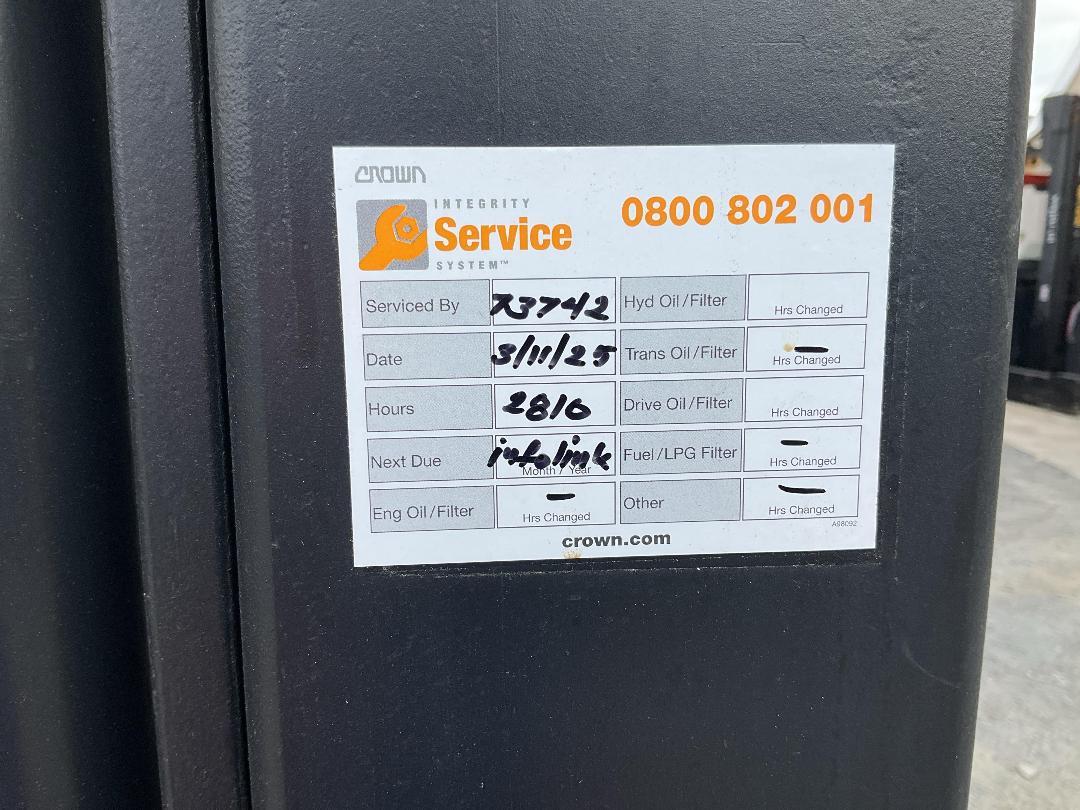 CROWN
INTEGRITY
Service
SYSTEM™
0800 802 001
Serviced By 73742 Hyd Oil/Filter Hrs Changed
Date 3/11/25 Trans Oil/Filter — Hrs Changed
Hours 2810 Drive Oil/Filter Hrs Changed
Next Due infolink Month / Year Fuel/LPG Filter — Hrs Changed
Eng Oil/Filter — Hrs Changed Other — Hrs Changed
A98092
crown.com